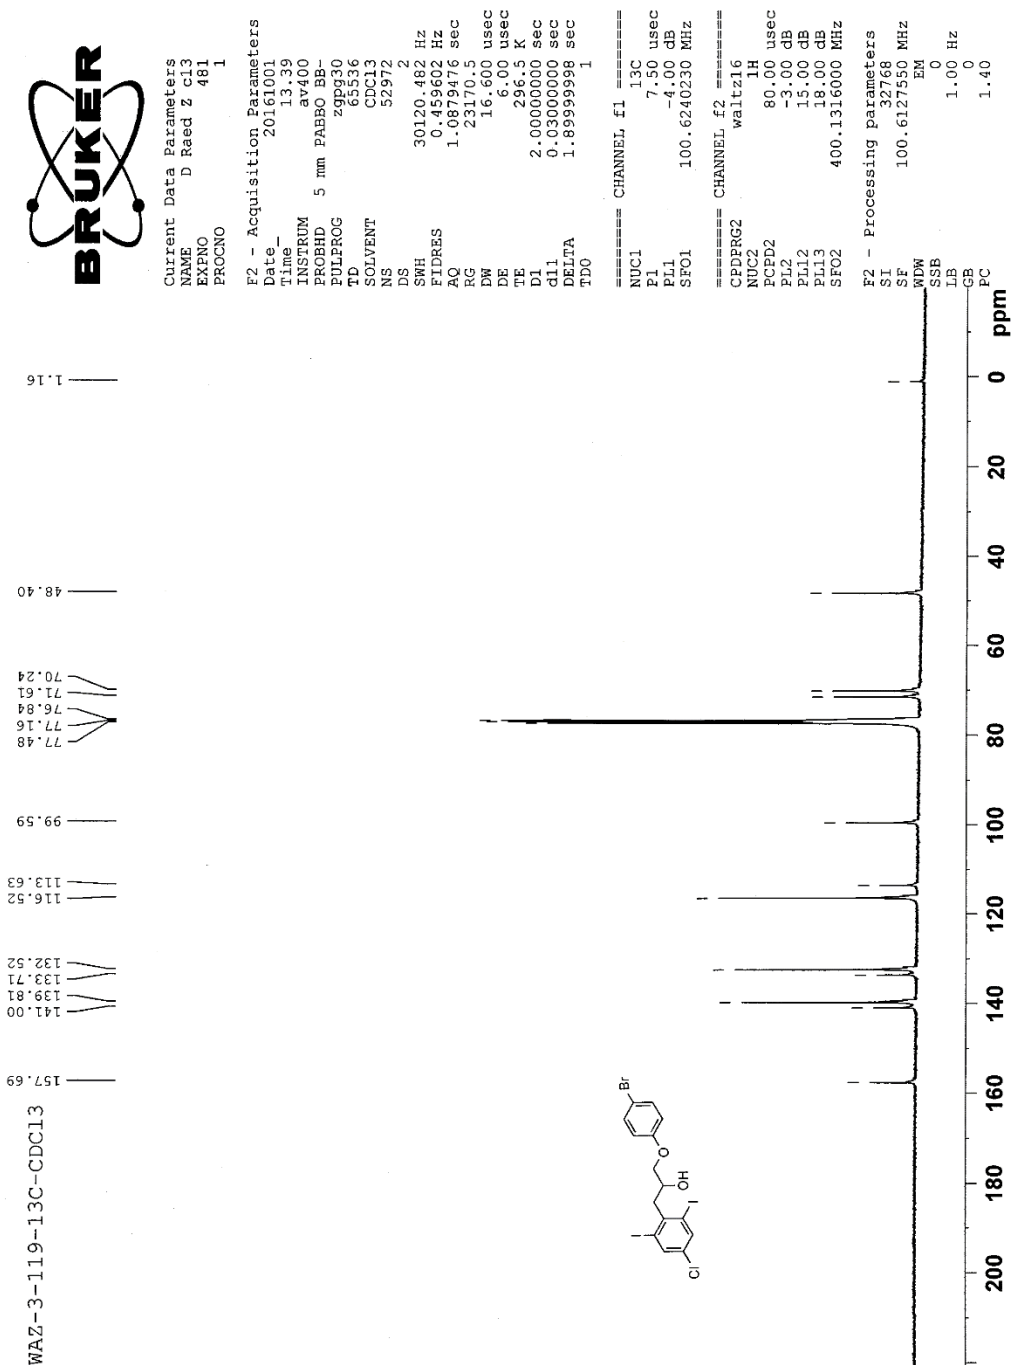 WAZ-3-119-13C-CDCl3
157.69
141.00
139.81
133.71
132.52
116.52
113.63
99.59
77.48
77.16
76.84
71.61
70.24
48.40
1.16
BRUKER
Current Data Parameters
NAME D Raed Z c13
EXPNO 481
PROCNO 1
F2 - Acquisition Parameters
Date_ 20161001
Time 13.39
INSTRUM av400
PROBHD 5 mm PABBO BB-
PULPROG zgpg30
TD 65536
SOLVENT CDCl3
NS 52972
DS 2
SWH 30120.482 Hz
FIDRES 0.459602 Hz
AQ 1.0879476 sec
RG 23170.5
DW 16.600 usec
DE 6.00 usec
TE 296.5 K
D1 2.00000000 sec
d11 0.03000000 sec
DELTA 1.89999998 sec
TD0 1
======== CHANNEL f1 ========
NUC1 13C
P1 7.50 usec
PL1 -4.00 dB
SFO1 100.6240230 MHz
======== CHANNEL f2 ========
CPDPRG2 waltz16
NUC2 1H
PCPD2 80.00 usec
PL2 -3.00 dB
PL12 15.00 dB
PL13 18.00 dB
SFO2 400.1316000 MHz
F2 - Processing parameters
SI 32768
SF 100.6127550 MHz
WDW EM
SSB 0
LB 1.00 Hz
GB 0
PC 1.40
Br
O
OH
I
I
Cl
200 180 160 140 120 100 80 60 40 20 0 ppm